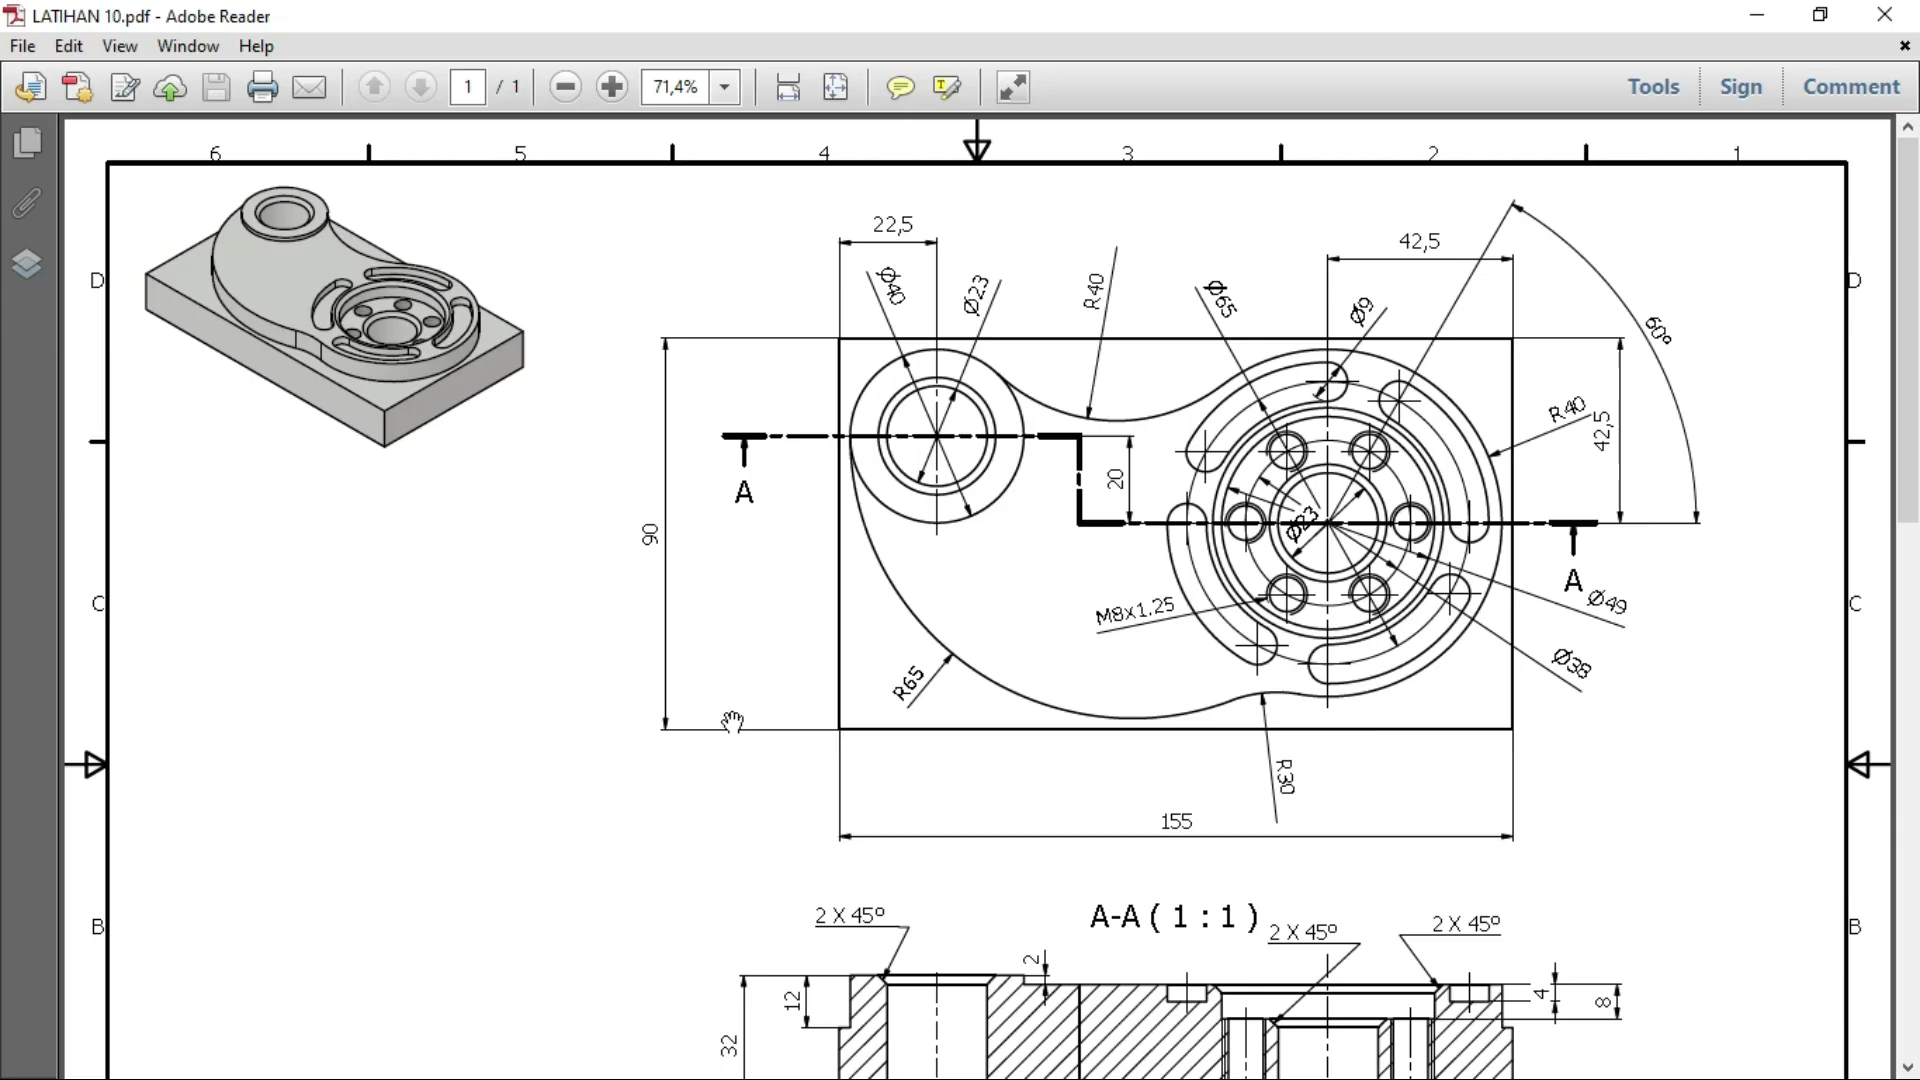 LATIHAN 10.pdf - Adobe Reader
File Edit View Window Help
1 / 1 71,4% Tools Sign Comment
6 5 4 3 2 1
D D
C C
B B
22,5
42,5
Ø40
Ø23
R40
Ø65
Ø9
60°
R40
42,5
20
A
90
Ø23
A
Ø49
M8x1.25
Ø38
R65
R30
155
A-A ( 1 : 1 )
2 X 45°
2 X 45°
2 X 45°
2
12
4
8
32